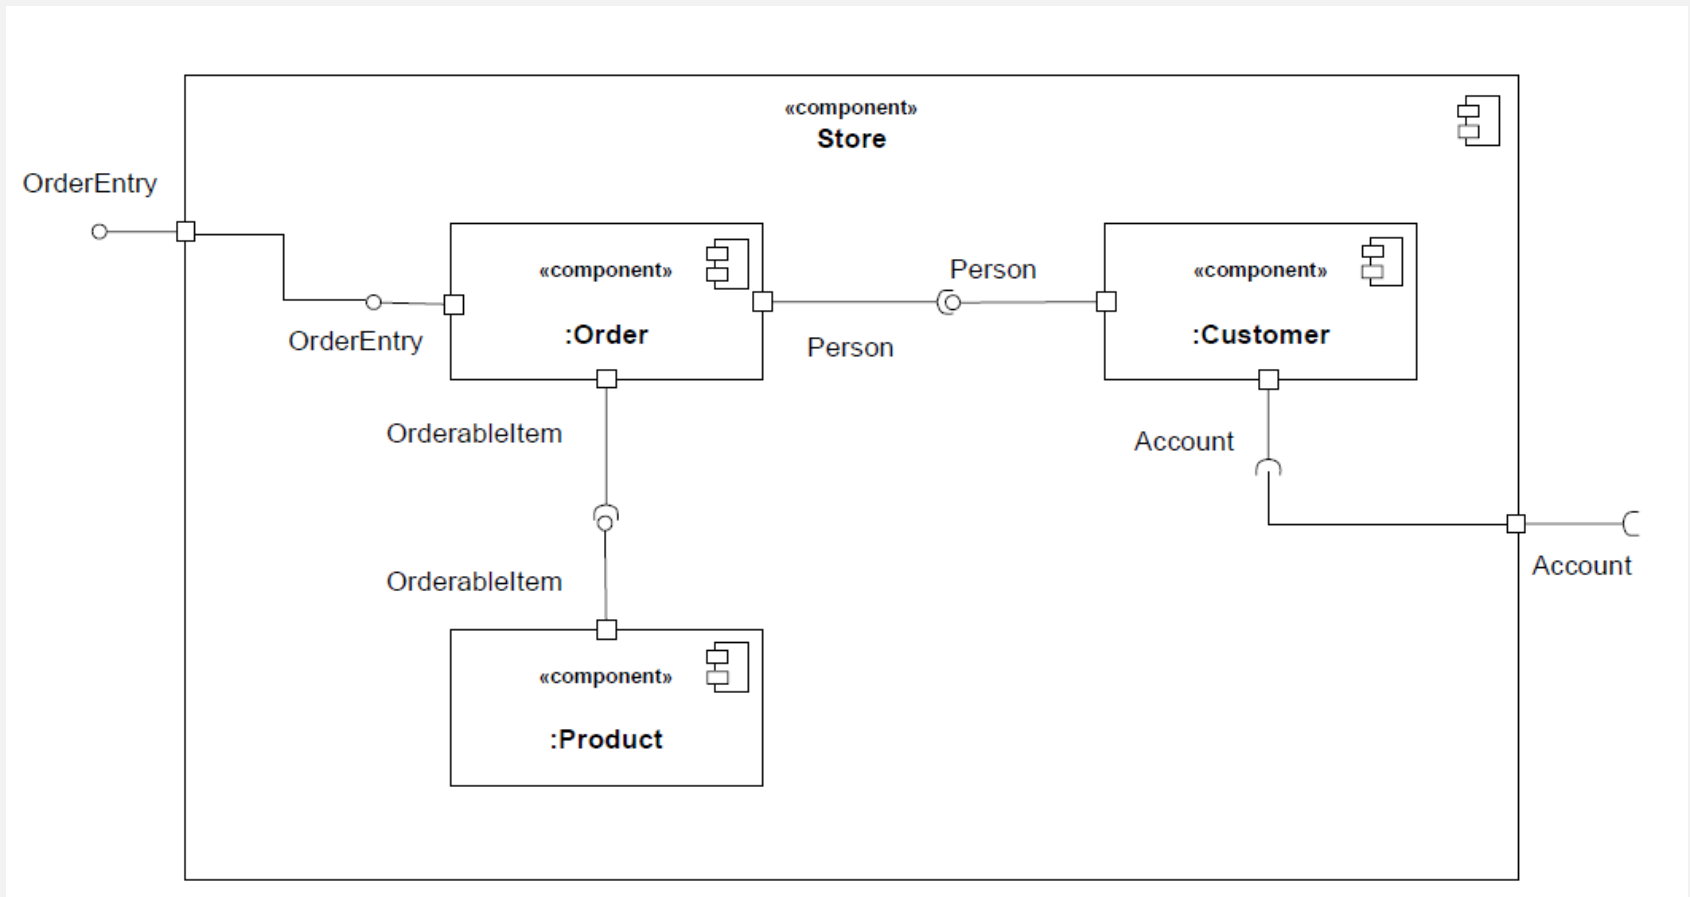 «component»
Store
OrderEntry
«component»
:Order
OrderEntry
Person
Person
«component»
:Customer
OrderableItem
Account
OrderableItem
Account
«component»
:Product